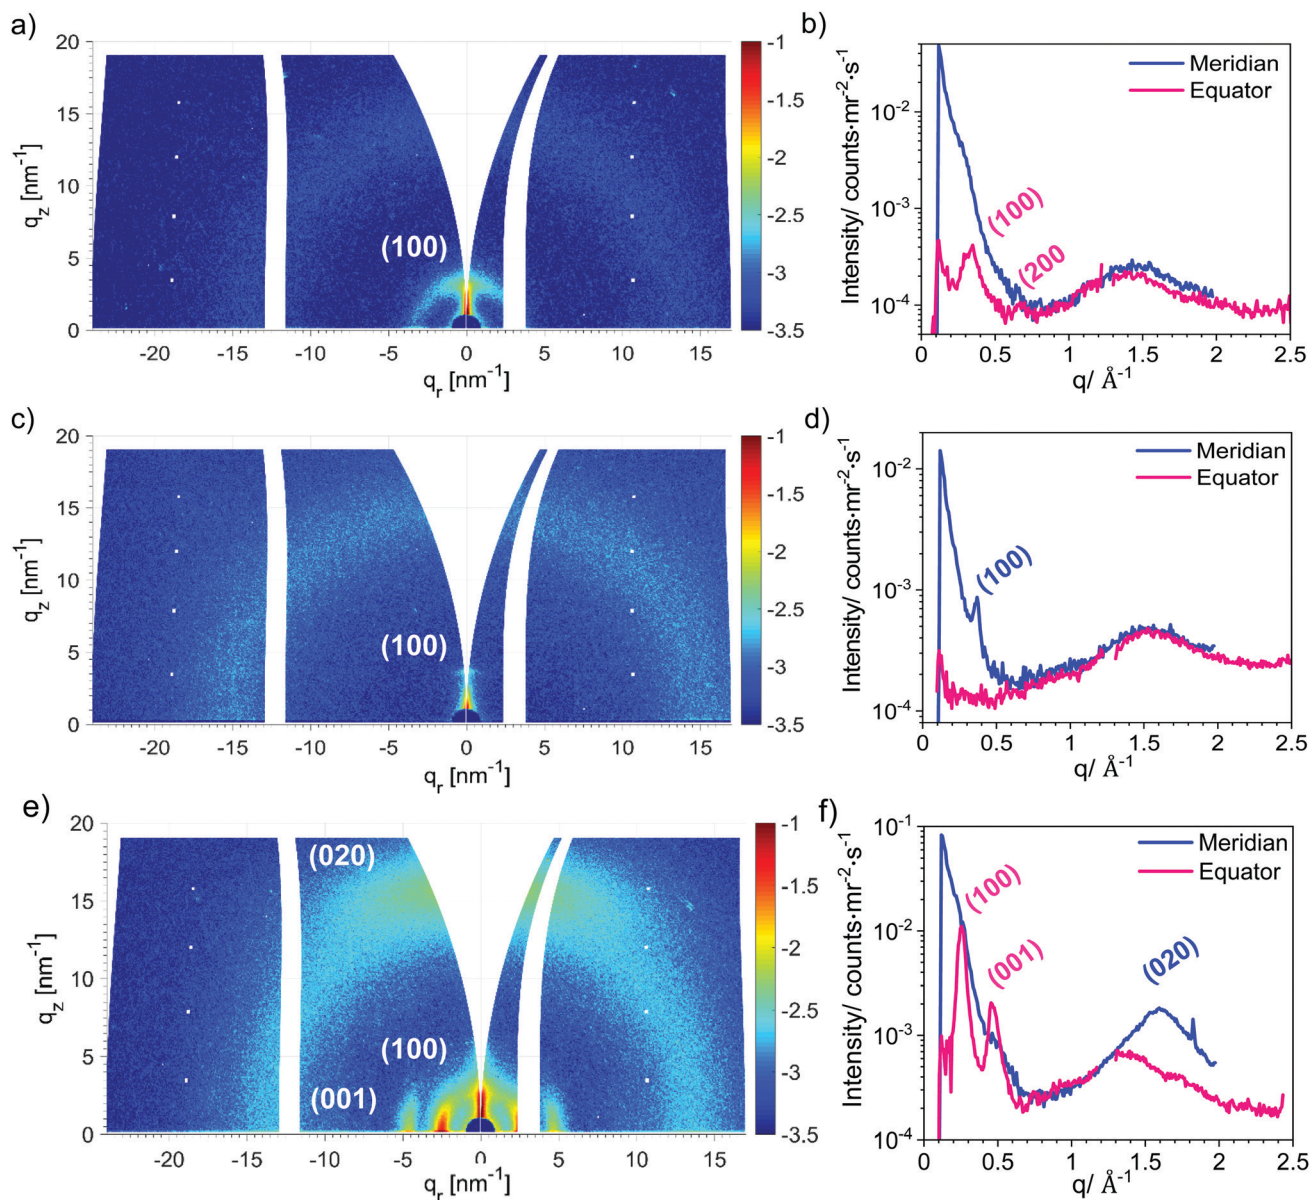 a)
20
15
10
5
0
q_z [nm^-1]
(100)
-20 -15 -10 -5 0 5 10 15
q_r [nm^-1]
-1
-1.5
-2
-2.5
-3
-3.5
b)
Meridian
Equator
10^-2
10^-3
10^-4
Intensity/ counts·mr^-2·s^-1
(100)
(200
0 0.5 1 1.5 2 2.5
q/ Å^-1
c)
20
15
10
5
0
q_z [nm^-1]
(100)
-20 -15 -10 -5 0 5 10 15
q_r [nm^-1]
-1
-1.5
-2
-2.5
-3
-3.5
d)
Meridian
Equator
10^-2
10^-3
10^-4
Intensity/ counts·mr^-2·s^-1
(100)
0 0.5 1 1.5 2 2.5
q/ Å^-1
e)
20
15
10
5
0
q_z [nm^-1]
(020)
(100)
(001)
-20 -15 -10 -5 0 5 10 15
q_r [nm^-1]
-1
-1.5
-2
-2.5
-3
-3.5
f)
Meridian
Equator
10^-1
10^-2
10^-3
10^-4
Intensity/ counts·mr^-2·s^-1
(100)
(001)
(020)
0 0.5 1 1.5 2 2.5
q/ Å^-1